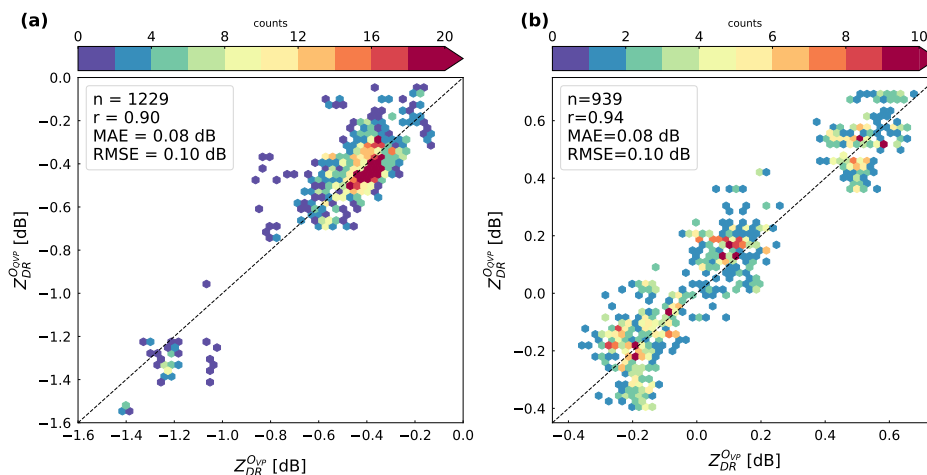 (a)
counts
0 4 8 12 16 20
n = 1229
r = 0.90
MAE = 0.08 dB
RMSE = 0.10 dB
0.0
−0.2
−0.4
−0.6
−0.8
−1.0
−1.2
−1.4
−1.6
Z_DR^{O_QVP} [dB]
−1.6 −1.4 −1.2 −1.0 −0.8 −0.6 −0.4 −0.2 0.0
Z_DR^{O_VP} [dB]
(b)
counts
0 2 4 6 8 10
n=939
r=0.94
MAE=0.08 dB
RMSE=0.10 dB
0.6
0.4
0.2
0.0
−0.2
−0.4
Z_DR^{O_QVP} [dB]
−0.4 −0.2 0.0 0.2 0.4 0.6
Z_DR^{O_VP} [dB]